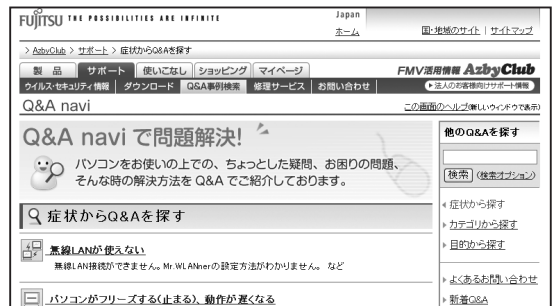 FUJITSU THE POSSIBILITIES ARE INFINITE
Japan
ホーム
国・地域のサイト | サイトマップ
> AzbyClub > サポート > 症状からQ&Aを探す
製 品 サポート 使いこなし ショッピング マイページ
FMV活用情報 AzbyClub
ウイルス・セキュリティ情報 ダウンロード Q&A事例検索 修理サービス お問い合わせ
法人のお客様向けサポート情報
Q&A navi
この画面のヘルプ(新しいウィンドウで表示)
Q&A navi で問題解決!
パソコンをお使いの上での、ちょっとした疑問、お困りの問題、
そんな時の解決方法を Q&A でご紹介しております。
症状からQ&Aを探す
無線LANが使えない
無線LAN接続ができません。Mr.WLANnerの設定方法がわかりません。 など
パソコンがフリーズする(止まる)、動作が遅くなる
他のQ&Aを探す
検索 (検索オプション)
症状から探す
カテゴリから探す
目的から探す
よくあるお問い合わせ
新着Q&A